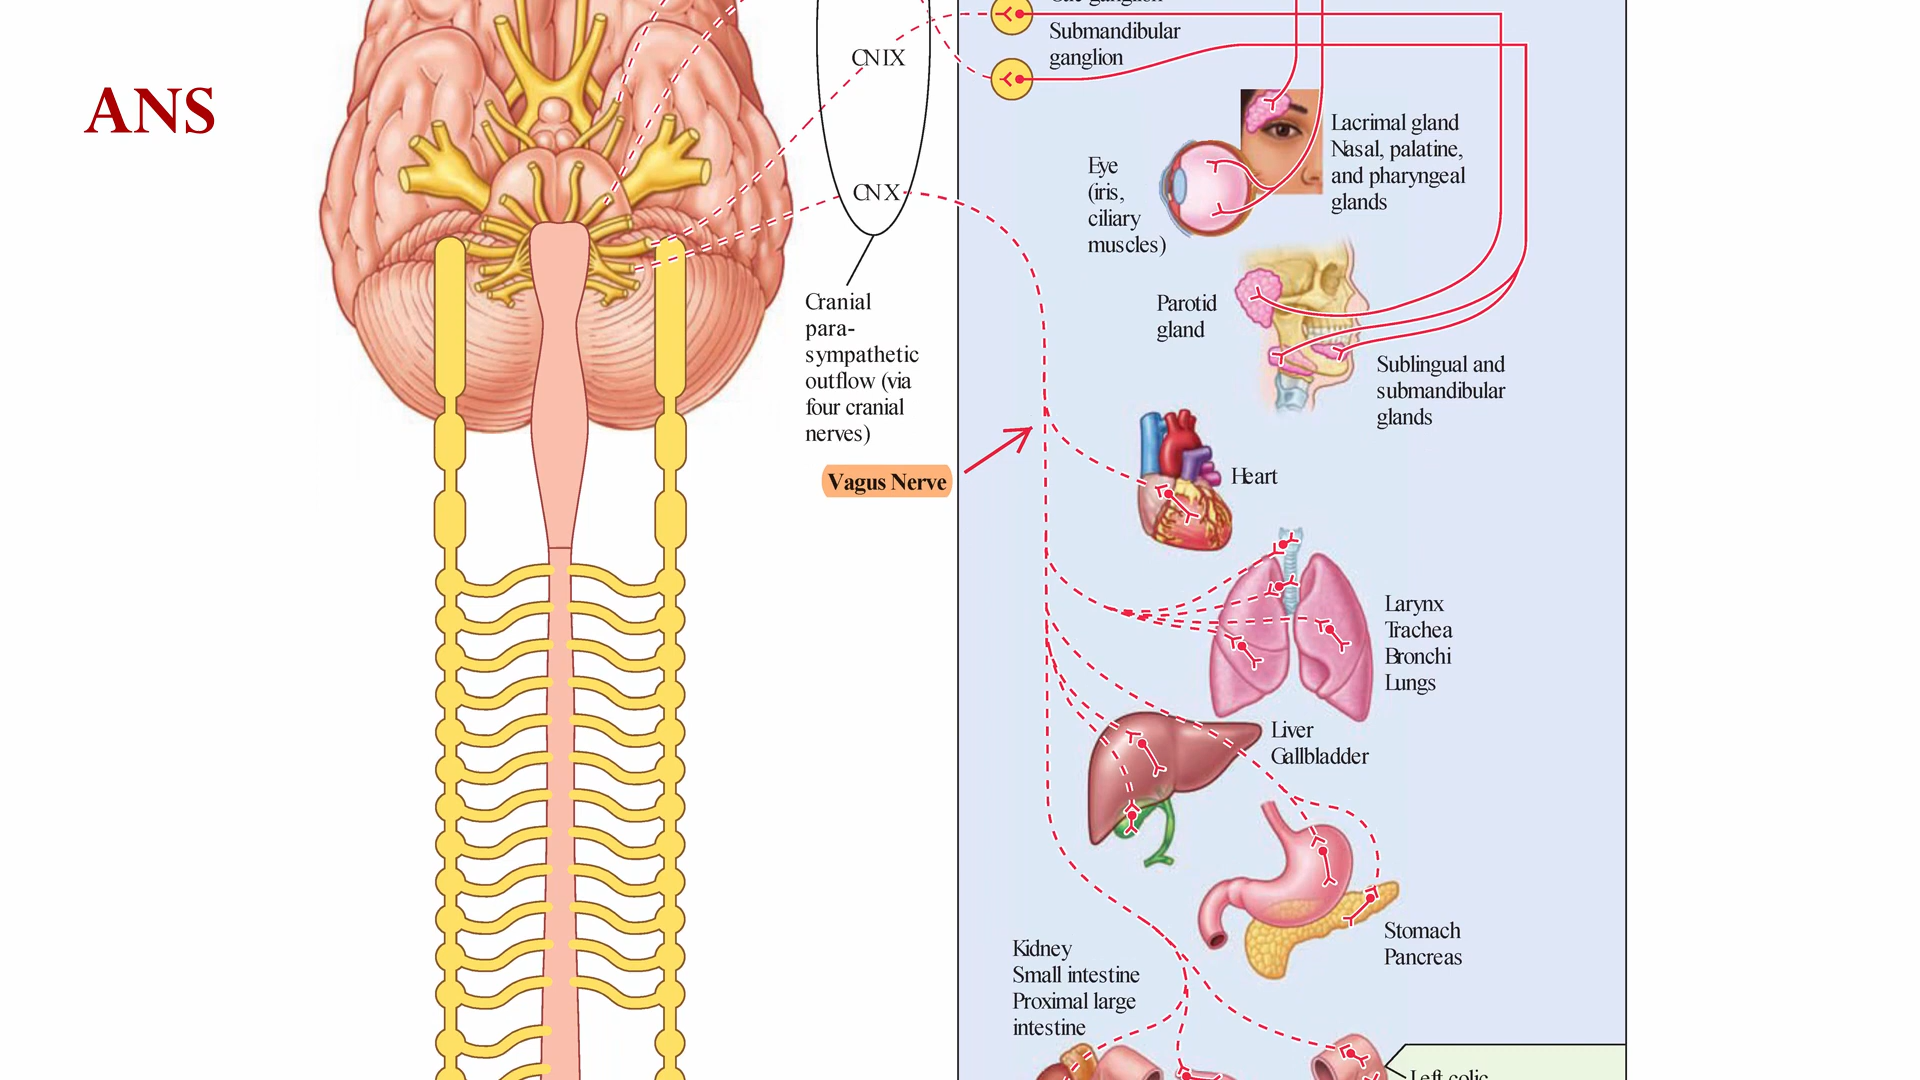 ANS
Submandibular
ganglion
CN IX
CN X
Cranial
para-
sympathetic
outflow (via
four cranial
nerves)
Vagus Nerve
Eye
(iris,
ciliary
muscles)
Lacrimal gland
Nasal, palatine,
and pharyngeal
glands
Parotid
gland
Sublingual and
submandibular
glands
Heart
Larynx
Trachea
Bronchi
Lungs
Liver
Gallbladder
Stomach
Pancreas
Kidney
Small intestine
Proximal large
intestine
Left colic